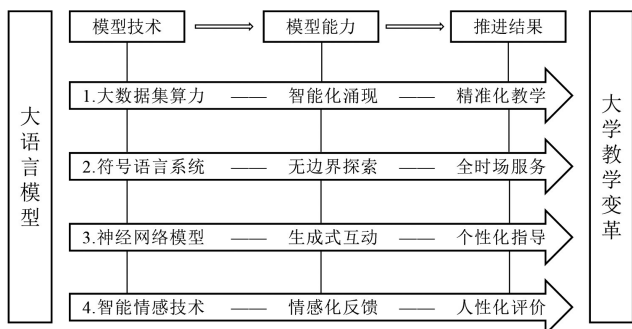 模型技术 模型能力 推进结果
大语言模型
1.大数据集算力 —— 智能化涌现 —— 精准化教学
2.符号语言系统 —— 无边界探索 —— 全时场服务
3.神经网络模型 —— 生成式互动 —— 个性化指导
4.智能情感技术 —— 情感化反馈 —— 人性化评价
大学教学变革